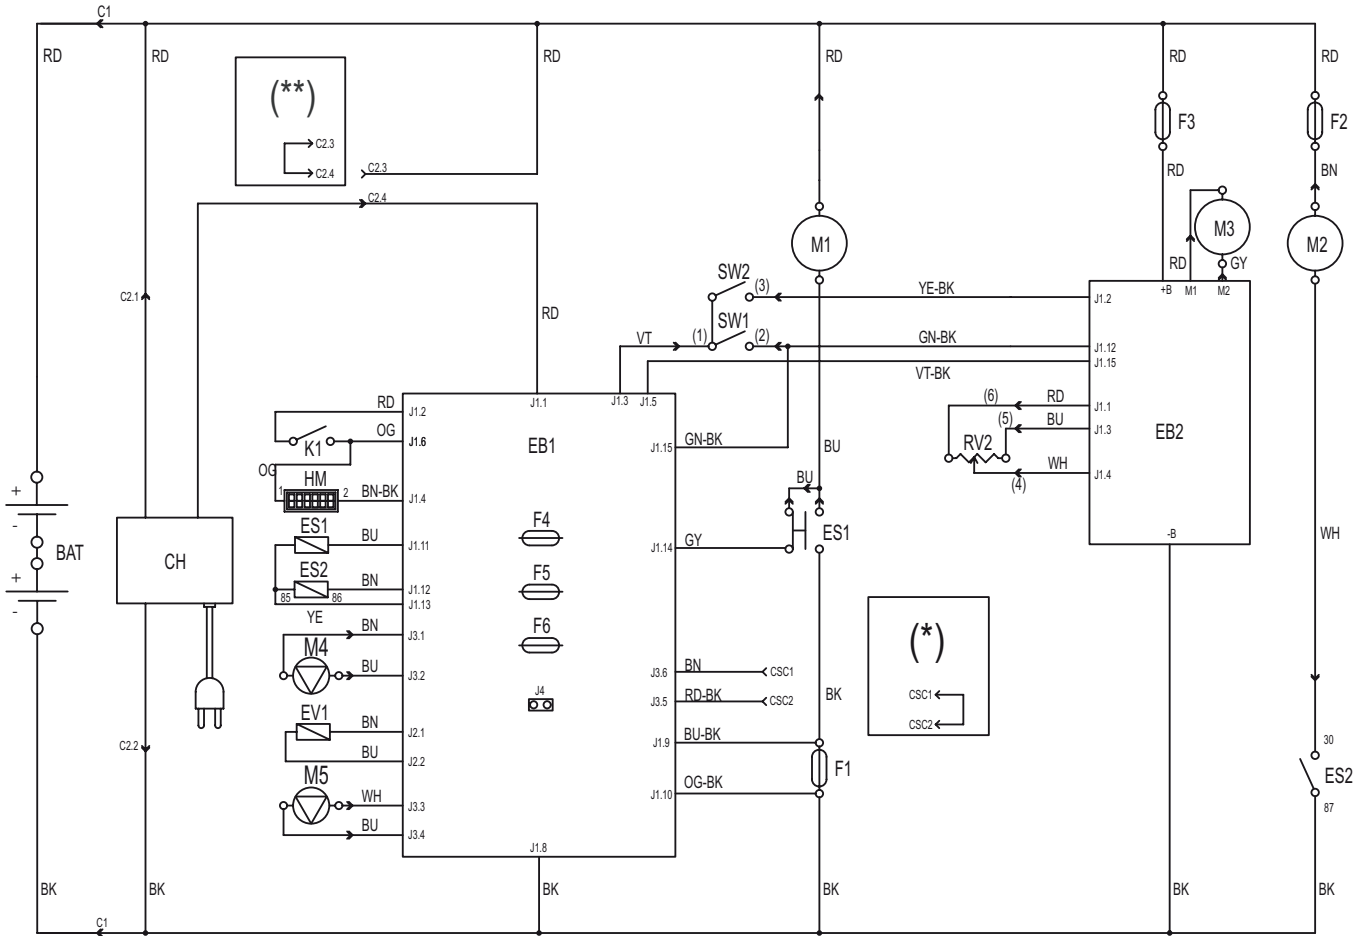 C1
RD RD RD RD RD RD
(**)
C2.3
C2.4
C2.3
C2.4
F3 F2
RD BN
M1 M3 M2
RD GY
+B M1 M2
C2.1
RD
SW2
(3) YE-BK J1.2
SW1
VT (1) (2) GN-BK J1.12
VT-BK J1.15
J1.1 J1.3 J1.5
RD J1.2
OG J1.6
K1
EB1
GN-BK J1.15
BU
(6) RD J1.1
(5) BU J1.3
RV2
EB2
WH J1.4
(4)
OG
HM
1 2 BN-BK J1.4
BU
ES1 BU J1.11
F4
GY J1.14
ES1
-B
WH
+
-
BAT
+
-
CH
ES2 BN J1.12
85 86 J1.13
YE
F5
F6
BN J3.1
M4
BU J3.2
J4
J3.6 BN CSC1
J3.5 RD-BK CSC2
BK
(*)
CSC1
CSC2
EV1 BN J2.1
BU J2.2
J1.9 BU-BK
J1.10 OG-BK
F1
30
ES2
87
C2.2
M5
WH J3.3
BU J3.4
J1.8
BK BK BK BK BK BK
C1